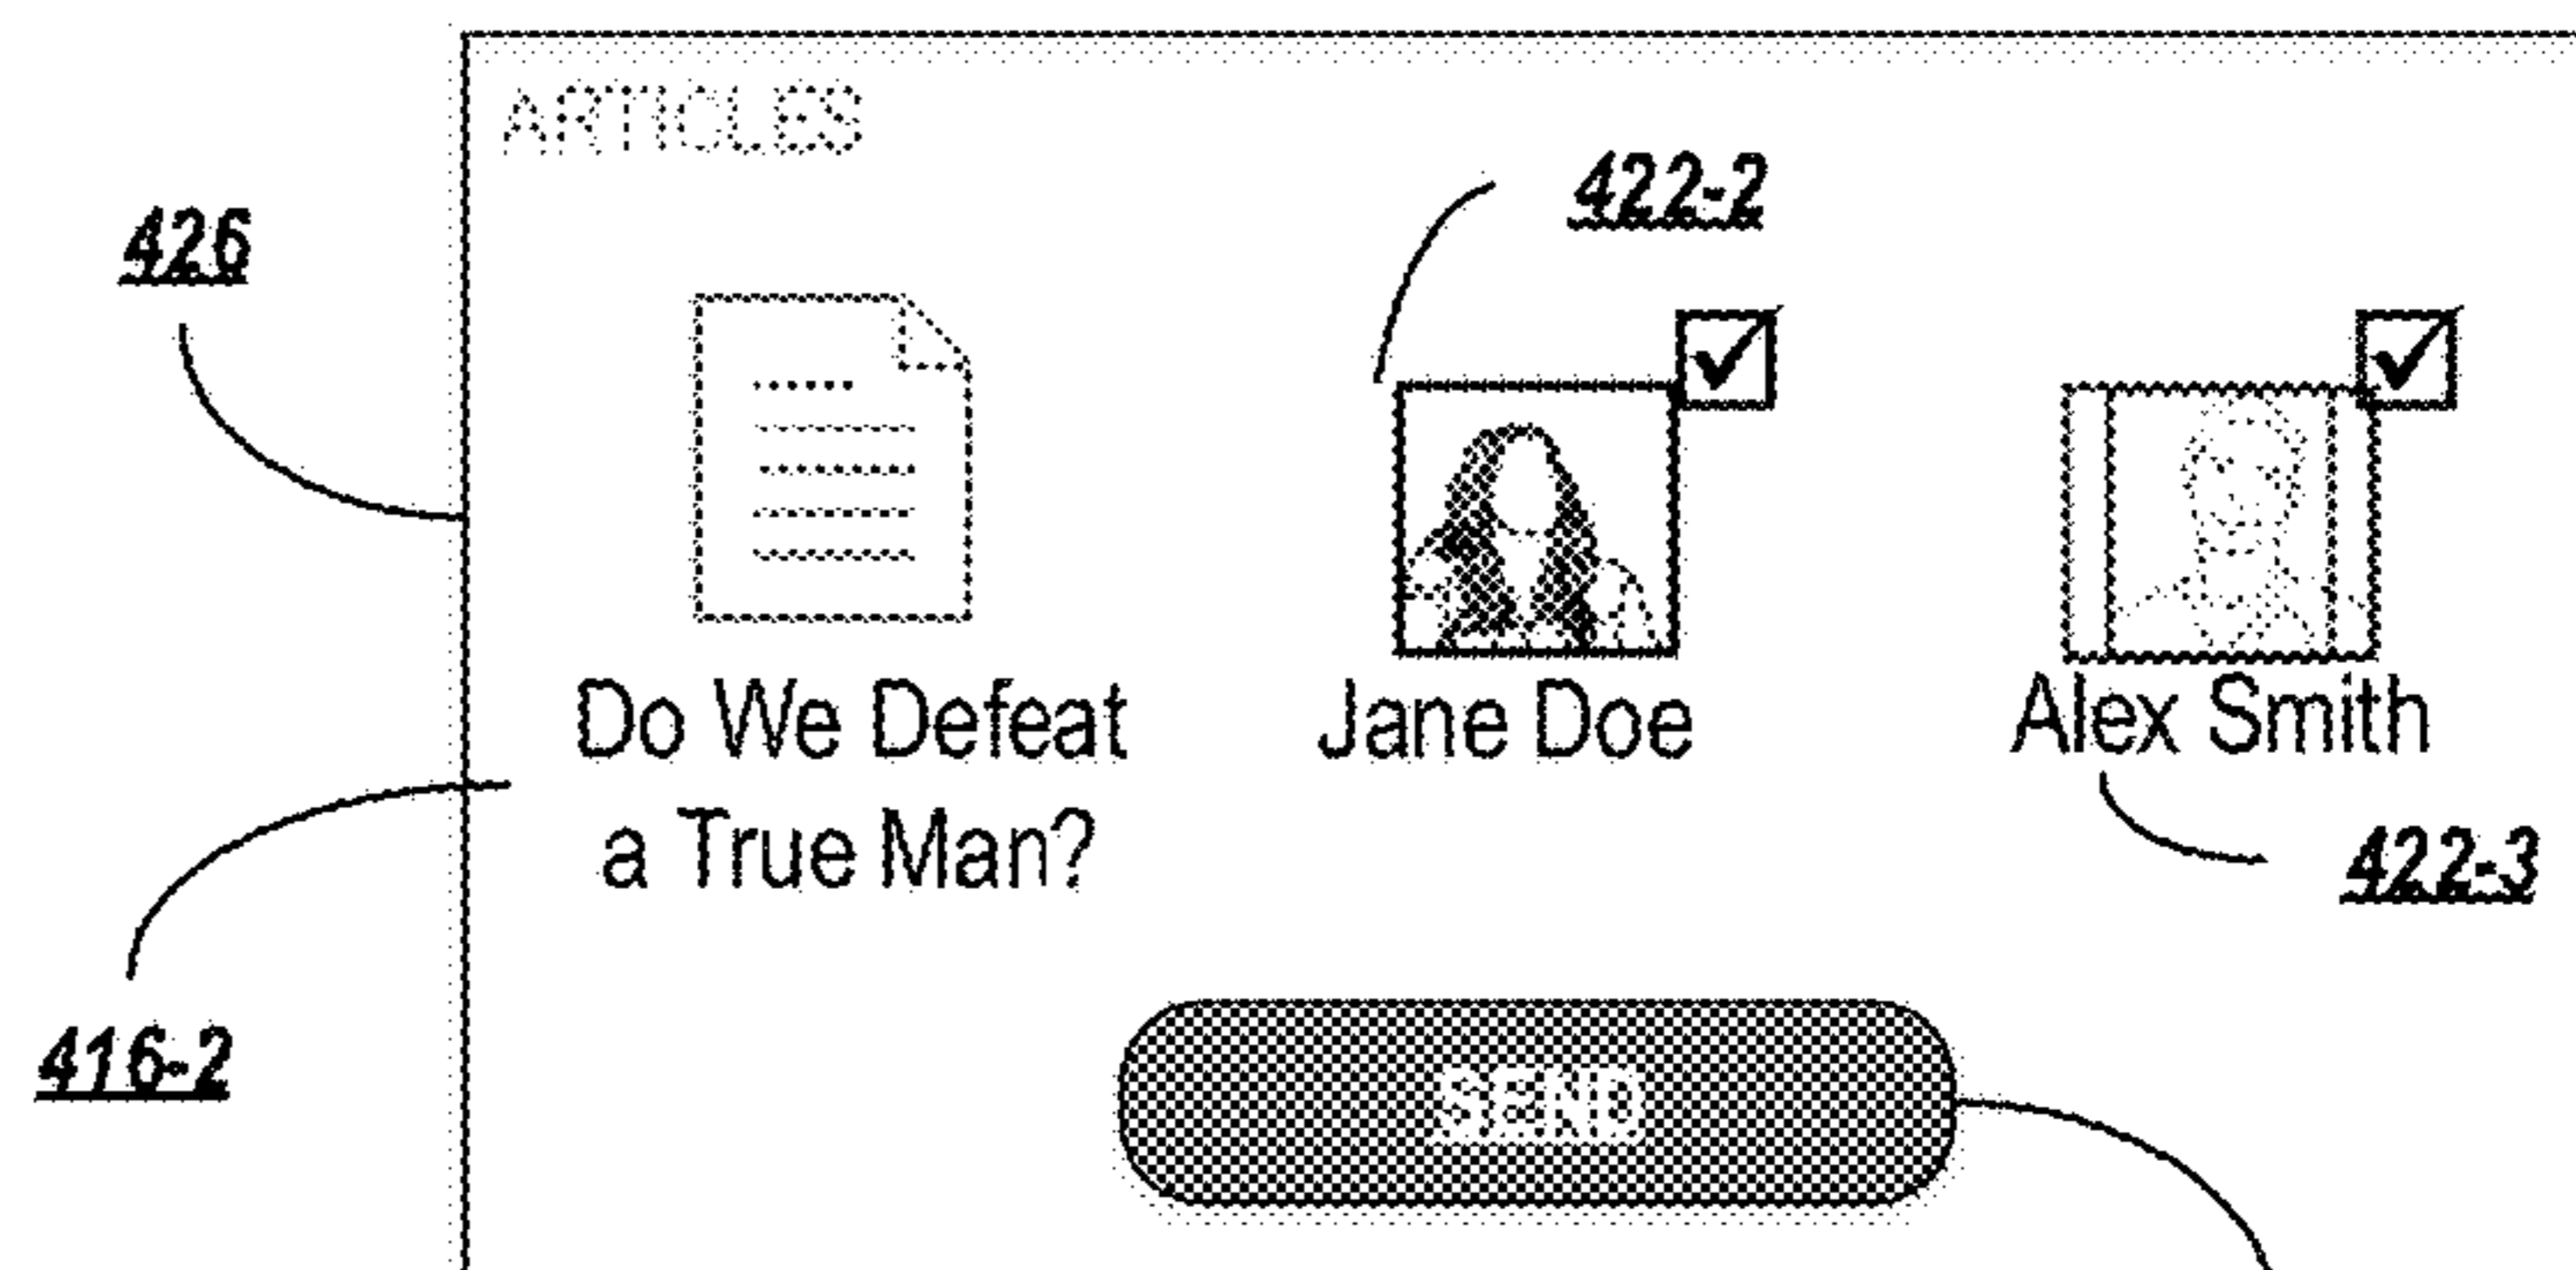 ARTICLES
422-2
426
Do We Defeat
a True Man?
Jane Doe
Alex Smith
422-3
416-2
SEND